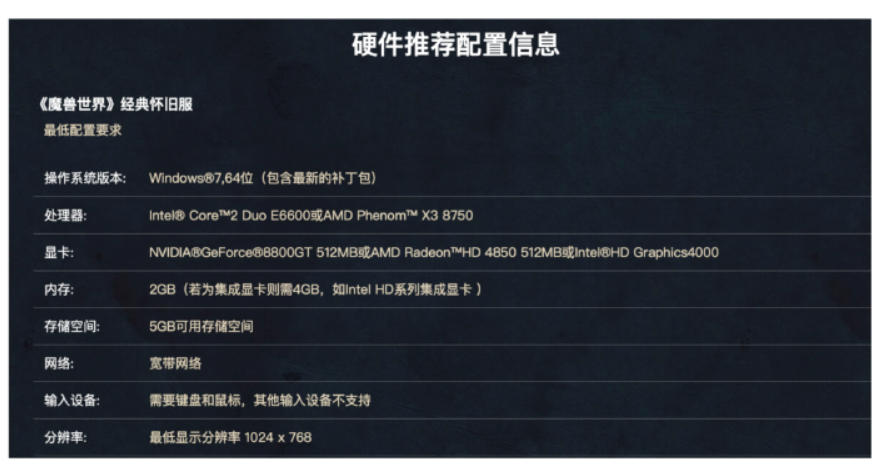 硬件推荐配置信息
《魔兽世界》经典怀旧服
最低配置要求
操作系统版本: Windows®7,64位（包含最新的补丁包）
处理器: Intel® Core™2 Duo E6600或AMD Phenom™ X3 8750
显卡: NVIDIA®GeForce®8800GT 512MB或AMD Radeon™HD 4850 512MB或Intel®HD Graphics4000
内存: 2GB（若为集成显卡则需4GB，如Intel HD系列集成显卡 ）
存储空间: 5GB可用存储空间
网络: 宽带网络
输入设备: 需要键盘和鼠标，其他输入设备不支持
分辨率: 最低显示分辨率 1024 x 768